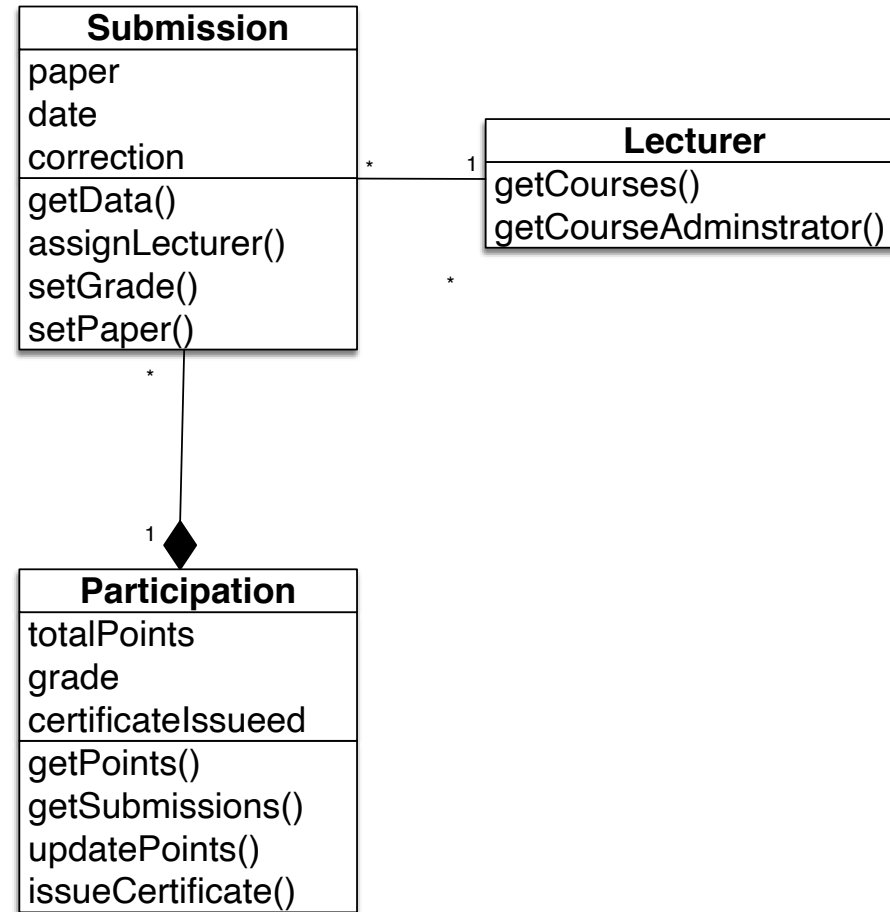 Submission
paper
date
correction
getData()
assignLecturer()
setGrade()
setPaper()
*
1
Lecturer
getCourses()
getCourseAdminstrator()
*
*
1
Participation
totalPoints
grade
certificateIssueed
getPoints()
getSubmissions()
updatePoints()
issueCertificate()